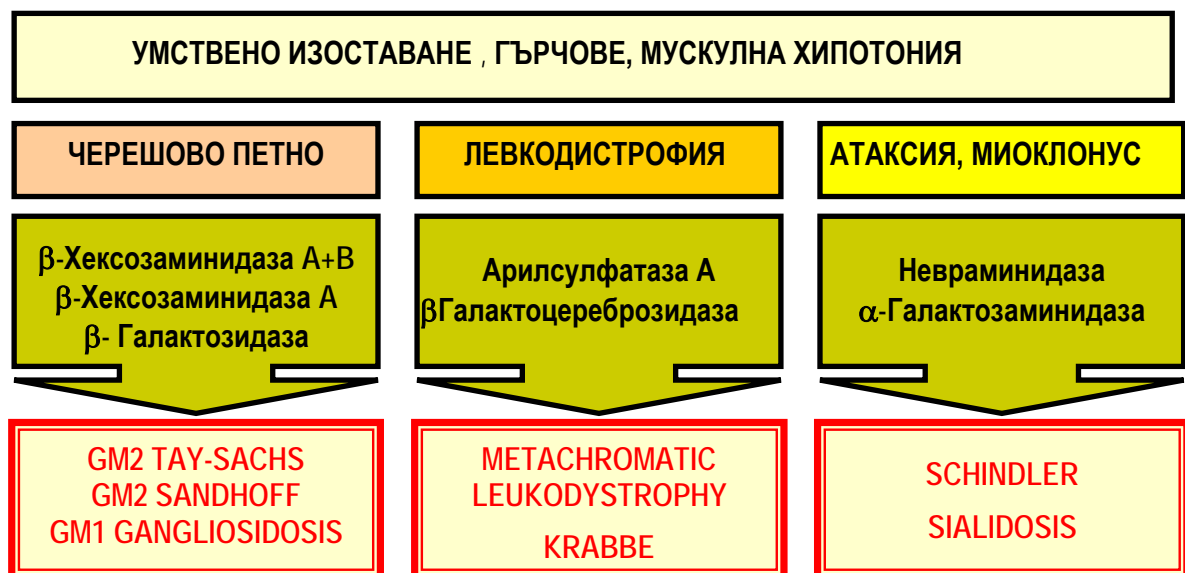 УМСТВЕНО ИЗОСТАВАНЕ , ГЪРЧОВЕ, МУСКУЛНА ХИПОТОНИЯ
ЧЕРЕШОВО ПЕТНО
ЛЕВКОДИСТРОФИЯ
АТАКСИЯ, МИОКЛОНУС
β-Хексозаминидаза А+В
β-Хексозаминидаза А
β- Галактозидаза
Арилсулфатаза А
βГалактоцереброзидаза
Невраминидаза
α-Галактозаминидаза
GM2 TAY-SACHS
GM2 SANDHOFF
GM1 GANGLIOSIDOSIS
METACHROMATIC
LEUKODYSTROPHY
KRABBE
SCHINDLER
SIALIDOSIS